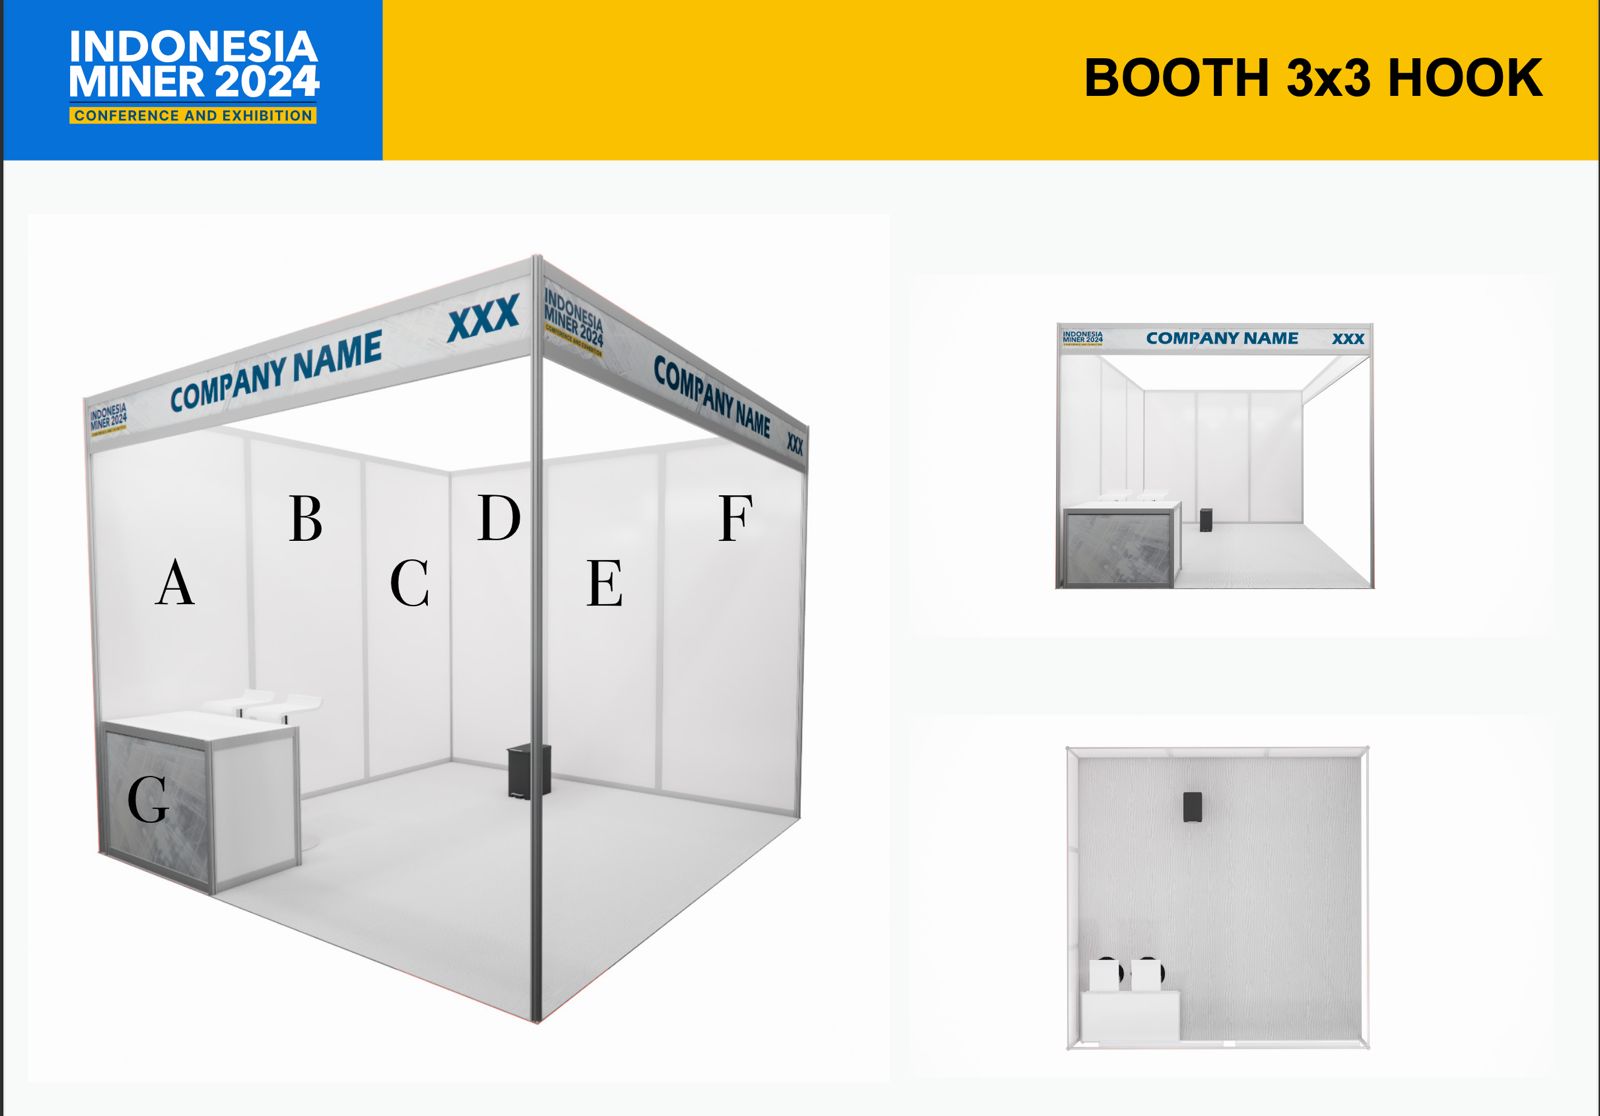 INDONESIA
MINER 2024
CONFERENCE AND EXHIBITION
BOOTH 3x3 HOOK
INDONESIA
MINER 2024
COMPANY NAME
XXX
INDONESIA
MINER 2024
CONFERENCE AND EXHIBITION
COMPANY NAME
XXX
A
B
C
D
E
F
G
INDONESIA
MINER 2024
COMPANY NAME
XXX